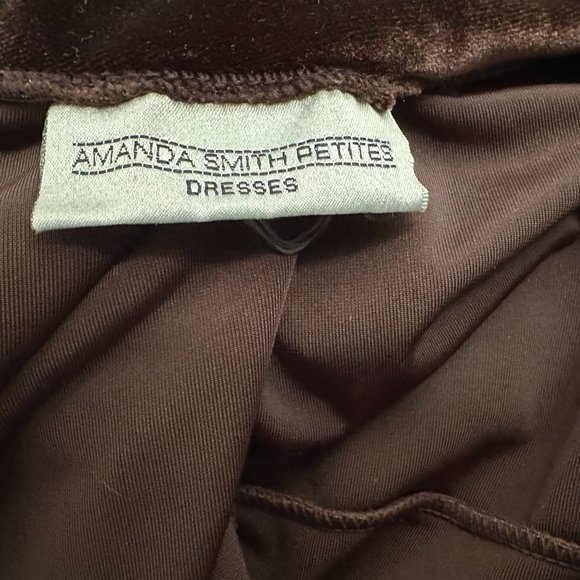 AMANDA SMITH PETITES
DRESSES